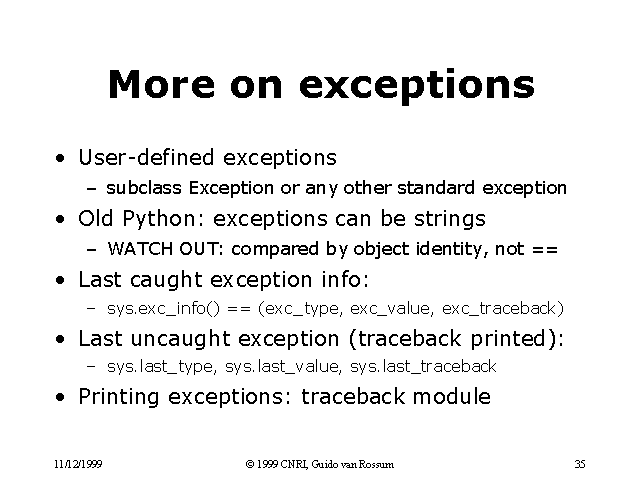 More on exceptions
• User-defined exceptions
– subclass Exception or any other standard exception
• Old Python: exceptions can be strings
– WATCH OUT: compared by object identity, not ==
• Last caught exception info:
– sys.exc_info() == (exc_type, exc_value, exc_traceback)
• Last uncaught exception (traceback printed):
– sys.last_type, sys.last_value, sys.last_traceback
• Printing exceptions: traceback module
11/12/1999 © 1999 CNRI, Guido van Rossum 35